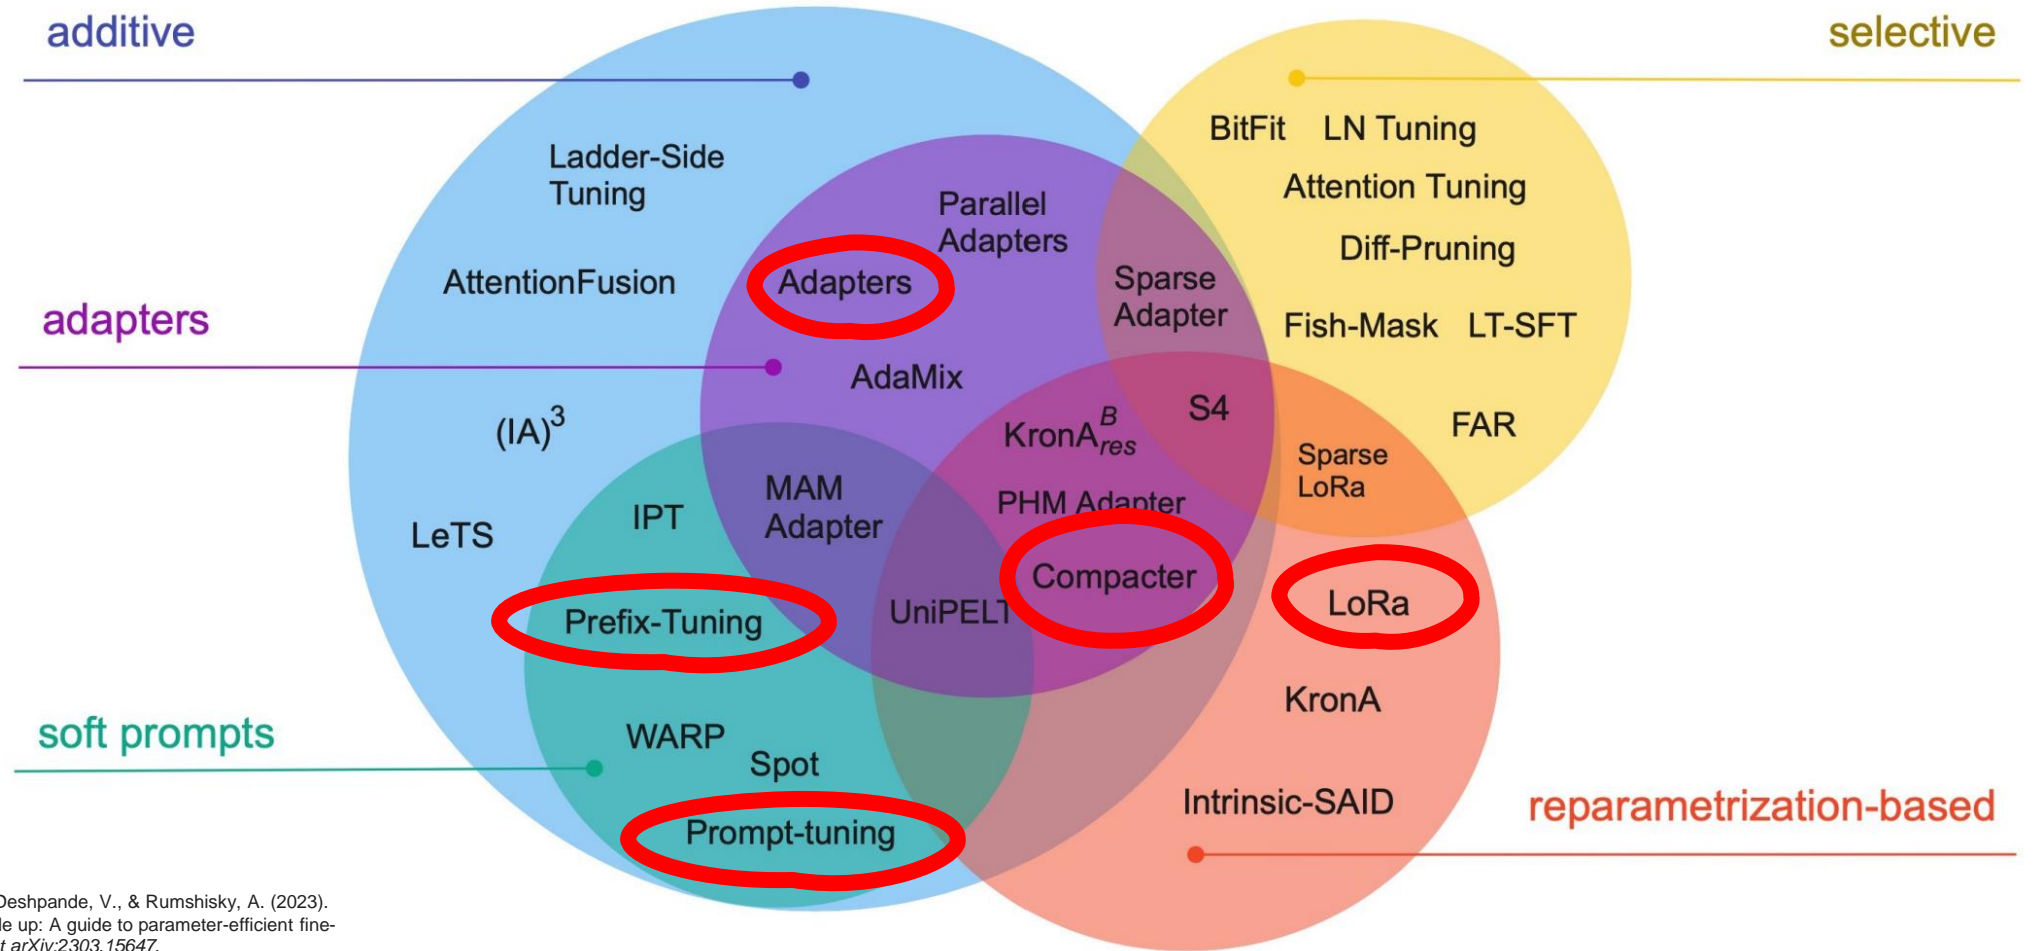 additive
selective
BitFit LN Tuning
Ladder-Side
Tuning
Attention Tuning
Parallel
Adapters
Diff-Pruning
AttentionFusion
Adapters
Sparse
Adapter
adapters
Fish-Mask LT-SFT
AdaMix
(IA)³
S4
KronA^B_res
FAR
Sparse
LoRa
MAM
Adapter
IPT
PHM Adapter
LeTS
Compacter
LoRa
Prefix-Tuning
UniPELT
KronA
soft prompts
WARP
Spot
Intrinsic-SAID
reparametrization-based
Prompt-tuning
Deshpande, V., & Rumshisky, A. (2023).
le up: A guide to parameter-efficient fine-
t arXiv:2303.15647.